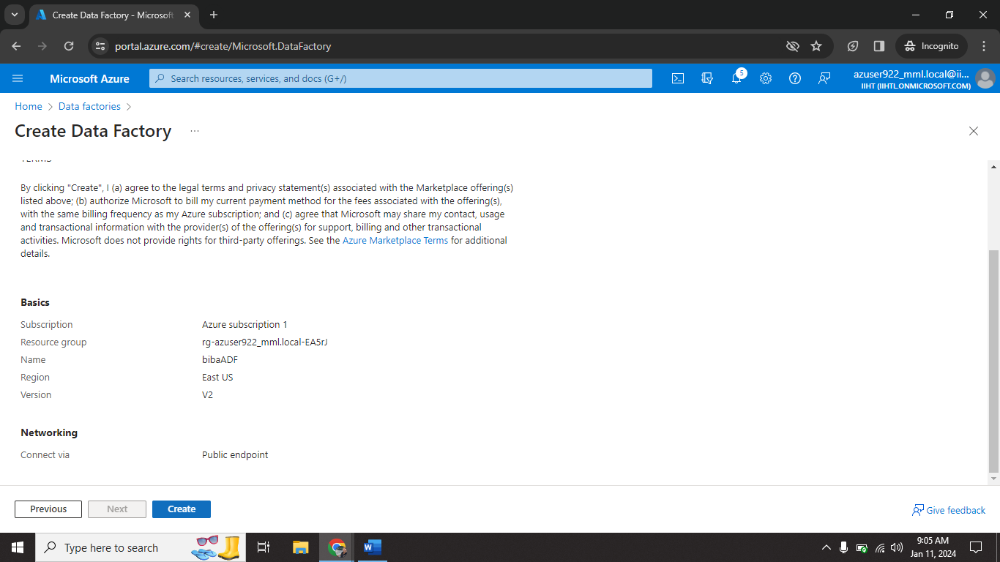 Create Data Factory - Microsoft
portal.azure.com/#create/Microsoft.DataFactory
Incognito
Microsoft Azure
Search resources, services, and docs (G+/)
5
azuser922_mml.local@ii...
IIHT (IIHTL.ONMICROSOFT.COM)
Home > Data factories >
Create Data Factory ...
TERMS
By clicking "Create", I (a) agree to the legal terms and privacy statement(s) associated with the Marketplace offering(s)
listed above; (b) authorize Microsoft to bill my current payment method for the fees associated with the offering(s),
with the same billing frequency as my Azure subscription; and (c) agree that Microsoft may share my contact, usage
and transactional information with the provider(s) of the offering(s) for support, billing and other transactional
activities. Microsoft does not provide rights for third-party offerings. See the Azure Marketplace Terms for additional
details.
Basics
Subscription Azure subscription 1
Resource group rg-azuser922_mml.local-EA5rJ
Name bibaADF
Region East US
Version V2
Networking
Connect via Public endpoint
Previous Next Create
Give feedback
Type here to search
9:05 AM
Jan 11, 2024